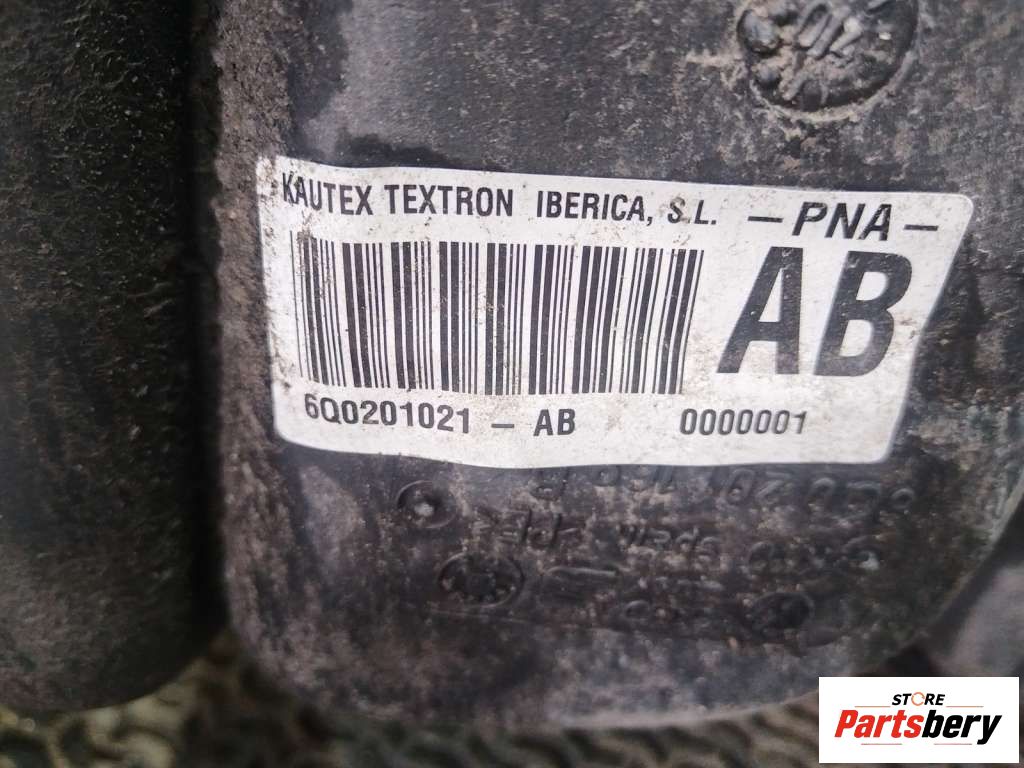 KAUTEX TEXTRON IBERICA, S.L. – PNA –
AB
6Q0201021 – AB 0000001
STORE
Partsbery